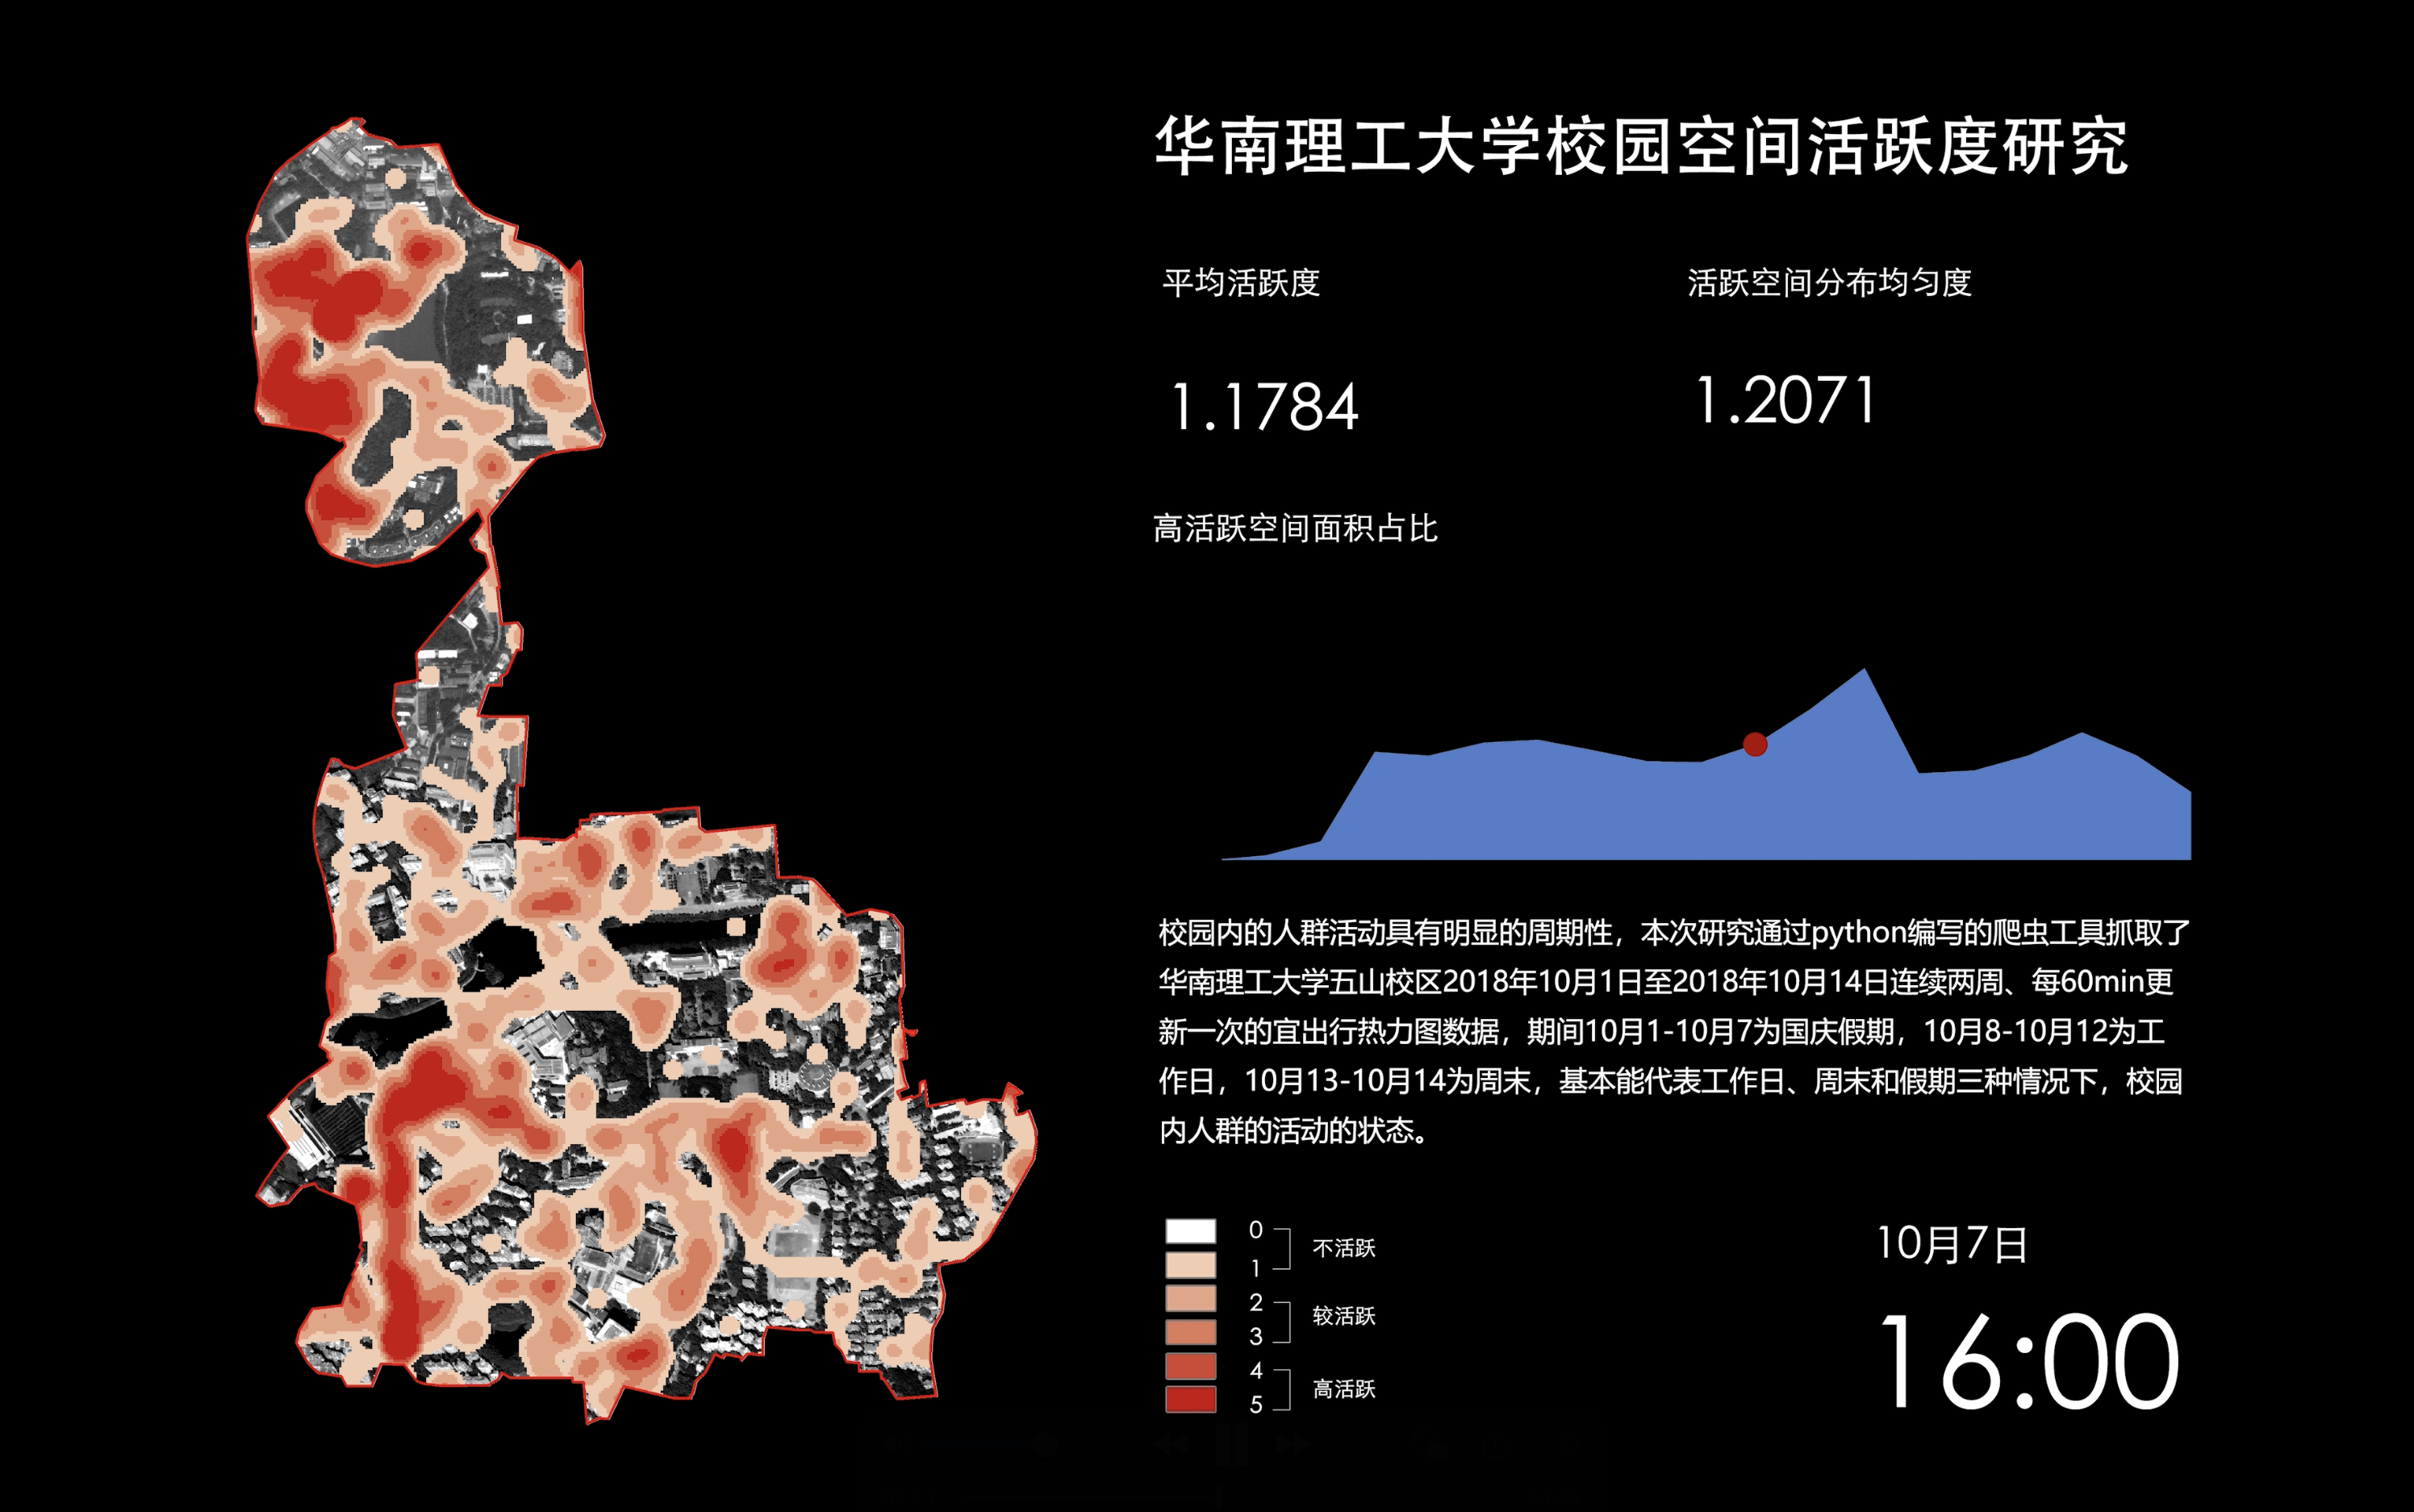 华南理工大学校园空间活跃度研究
平均活跃度
活跃空间分布均匀度
1.1784
1.2071
高活跃空间面积占比
校园内的人群活动具有明显的周期性，本次研究通过python编写的爬虫工具抓取了
华南理工大学五山校区2018年10月1日至2018年10月14日连续两周、每60min更
新一次的宜出行热力图数据，期间10月1-10月7为国庆假期，10月8-10月12为工
作日，10月13-10月14为周末，基本能代表工作日、周末和假期三种情况下，校园
内人群的活动的状态。
0
1
不活跃
2
3
较活跃
4
5
高活跃
10月7日
16:00